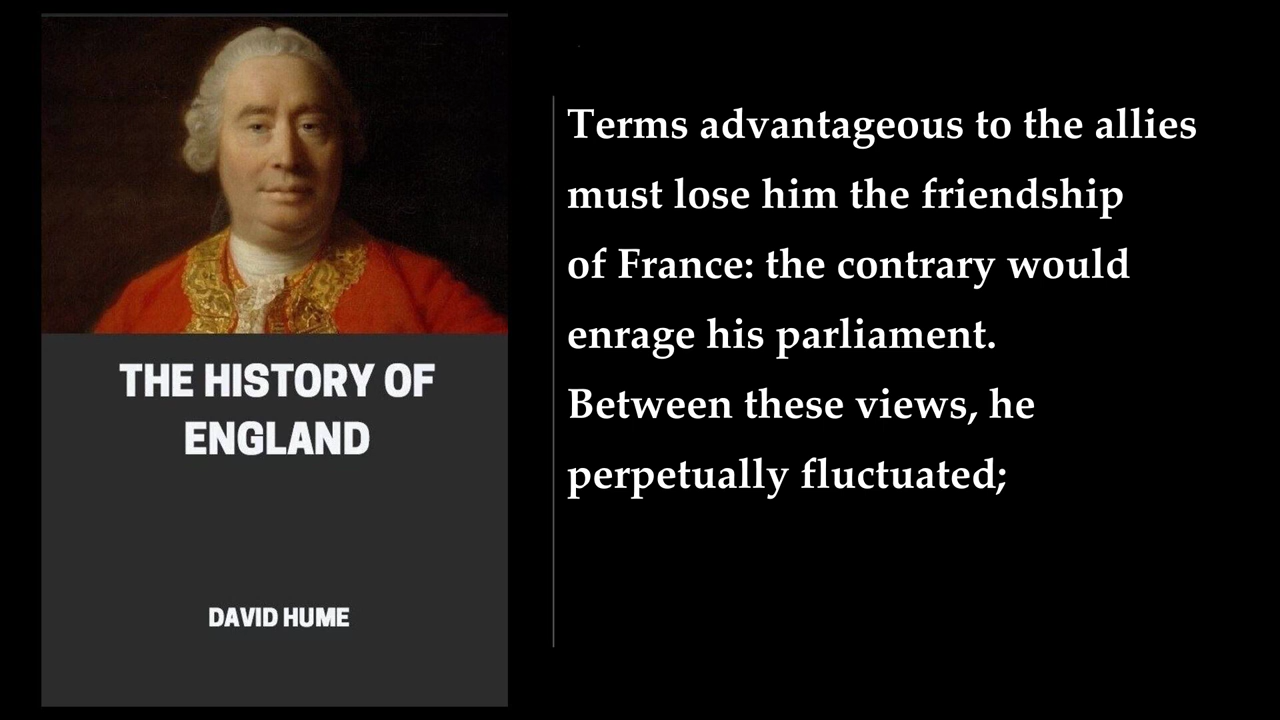 THE HISTORY OF
ENGLAND
DAVID HUME
Terms advantageous to the allies
must lose him the friendship
of France: the contrary would
enrage his parliament.
Between these views, he
perpetually fluctuated;